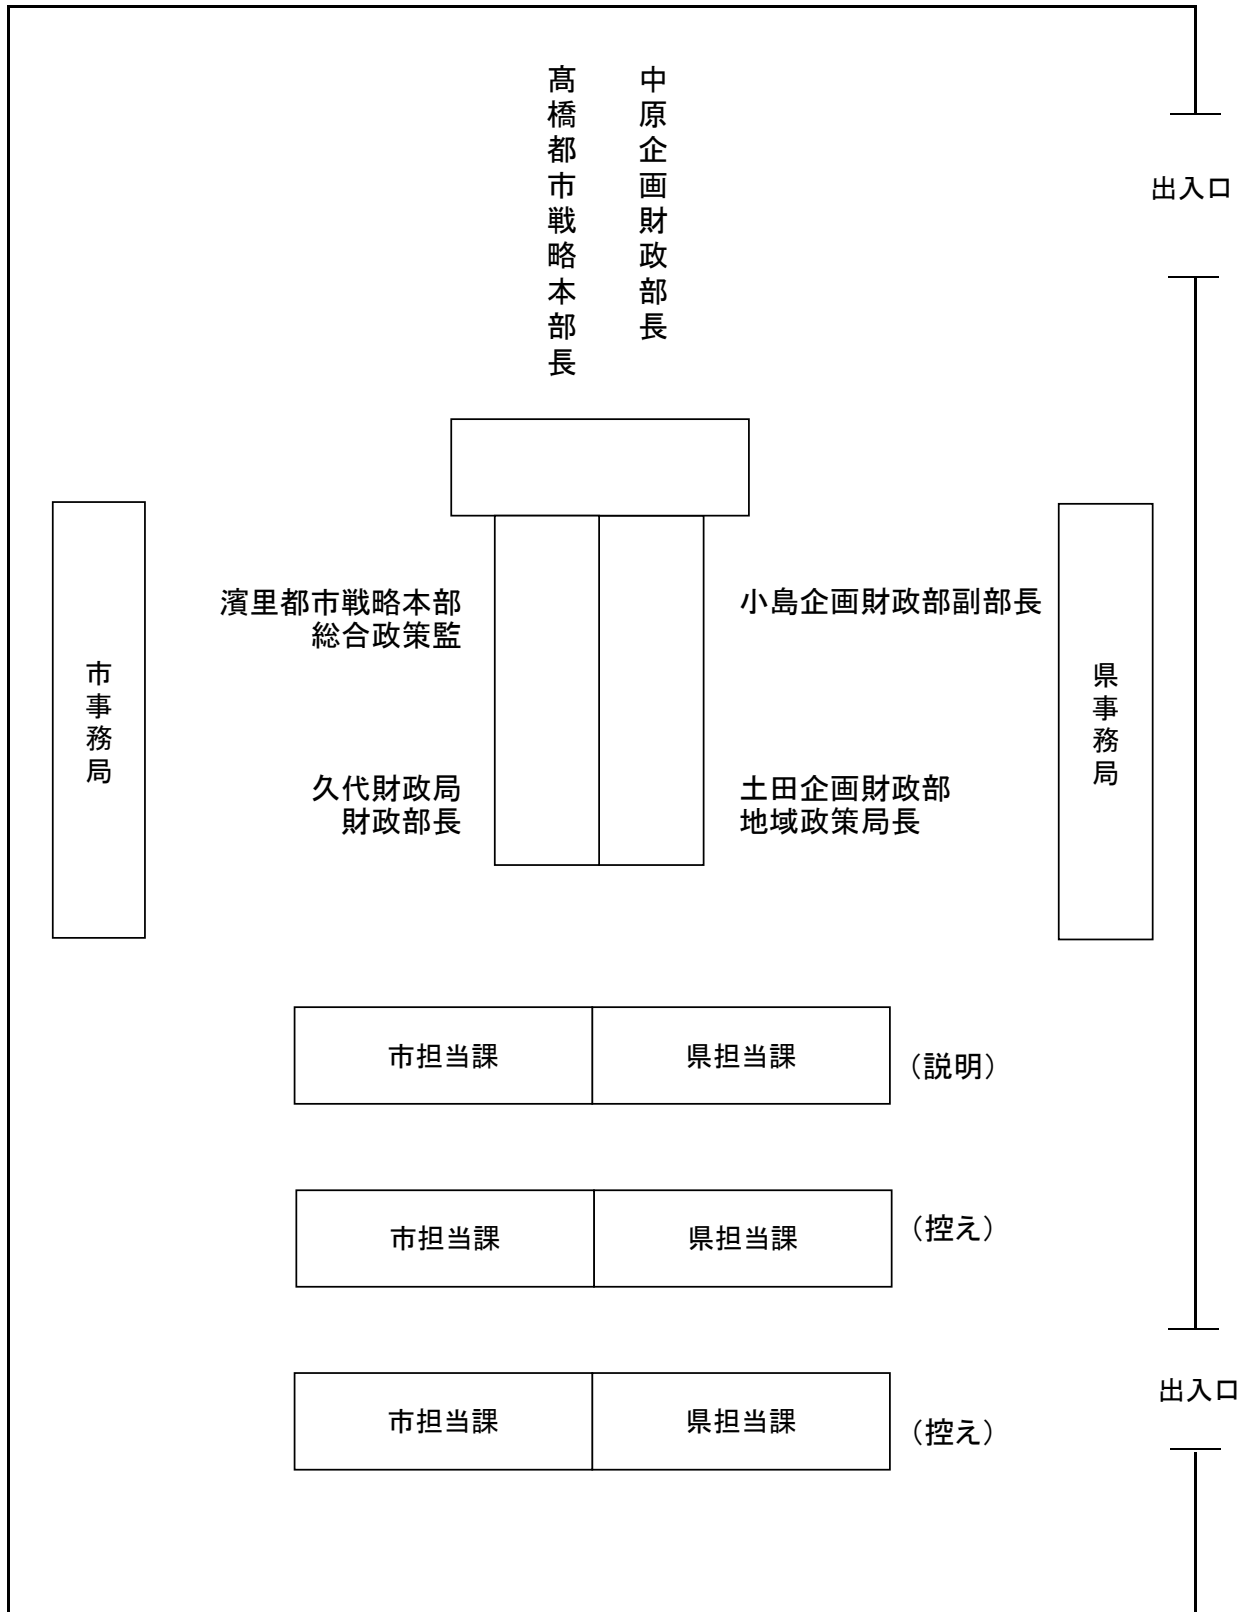 髙橋都市戦略本部長
中原企画財政部長
出入口
濱里都市戦略本部
総合政策監
小島企画財政部副部長
市事務局
県事務局
久代財政局
財政部長
土田企画財政部
地域政策局長
市担当課
県担当課
（説明）
市担当課
県担当課
（控え）
出入口
市担当課
県担当課
（控え）